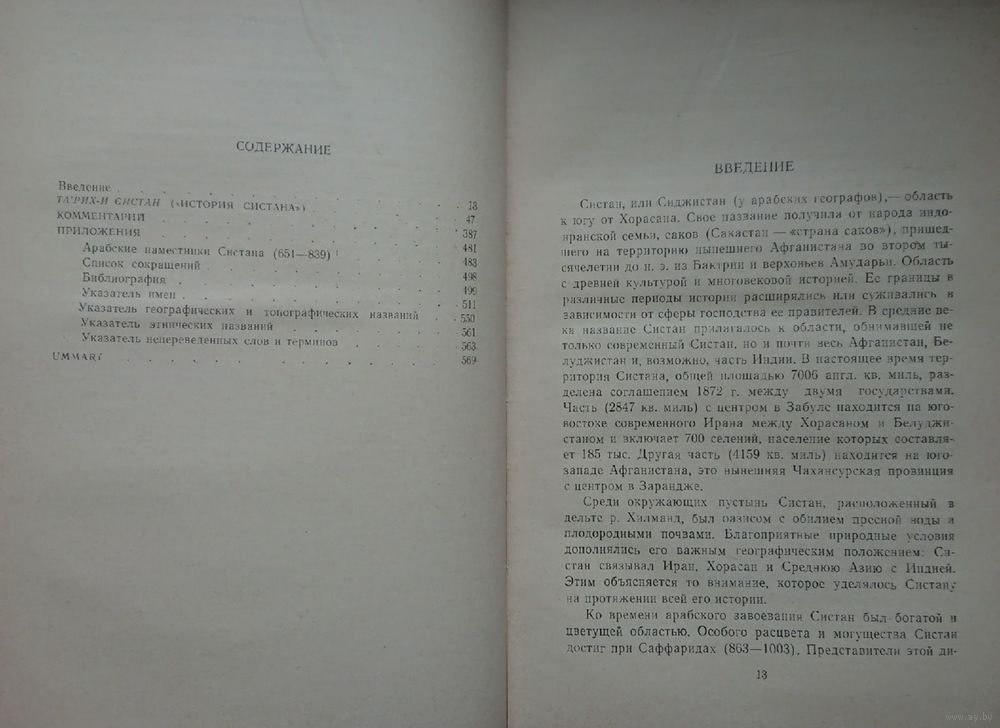 СОДЕРЖАНИЕ
Введение . . . . . . . . . . 13
ТА'РИХ-И СИСТАН («ИСТОРИЯ СИСТАНА») . . . . . 47
КОММЕНТАРИИ . . . . . . . . . . 387
ПРИЛОЖЕНИЯ . . . . . . . . . . 481
Арабские наместники Систана (651—839) . . . . 483
Список сокращений . . . . . . . . 498
Библиография . . . . . . . . . 499
Указатель имен . . . . . . . . . 511
Указатель географических и топографических названий . . 550
Указатель этнических названий . . . . . . 561
Указатель непереведенных слов и терминов . . . . 563
UMMARY . . . . . . . . . . 569
ВВЕДЕНИЕ
Систан, или Сиджистан (у арабских географов),— область
к югу от Хорасана. Свое название получили от народа индо-
иранской семьи, саков (Сакастан — «страна саков»), пришед-
шего на территорию нынешнего Афганистана во втором ты-
сячелетии до н. э. из Бактрии и верховьев Амударьи. Область
с древней культурой и многовековой историей. Ее границы в
различные периоды истории расширялись или суживались в
зависимости от сферы господства ее правителей. В средние ве-
ка название Систан прилагалось к области, обнимавшей не
только современный Систан, но и почти весь Афганистан, Бе-
луджистан и, возможно, часть Индии. В настоящее время тер-
ритория Систана, общей площадью 7006 англ. кв. миль, раз-
делена соглашением 1872 г. между двумя государствами.
Часть (2847 кв. миль) с центром в Забуле находится на юго-
востоке современного Ирана между Хорасаном и Белуджи-
станом и включает 700 селений, население которых составля-
ет 185 тыс. Другая часть (4159 кв. миль) находится на юго-
западе Афганистана, это нынешняя Чахансурская провинция
с центром в Зарандже.
Среди окружающих пустынь Систан, расположенный в
дельте р. Хилманд, был оазисом с обилием пресной воды и
плодородными почвами. Благоприятные природные условия
дополнялись его важным географическим положением: Си-
стан связывал Иран, Хорасан и Среднюю Азию с Индией.
Этим объясняется то внимание, которое уделялось Систану
на протяжении всей его истории.
Ко времени арабского завоевания Систан был богатой и
цветущей областью. Особого расцвета и могущества Систан
достиг при Саффаридах (863—1003). Представители этой ди-
13
www.ay.by